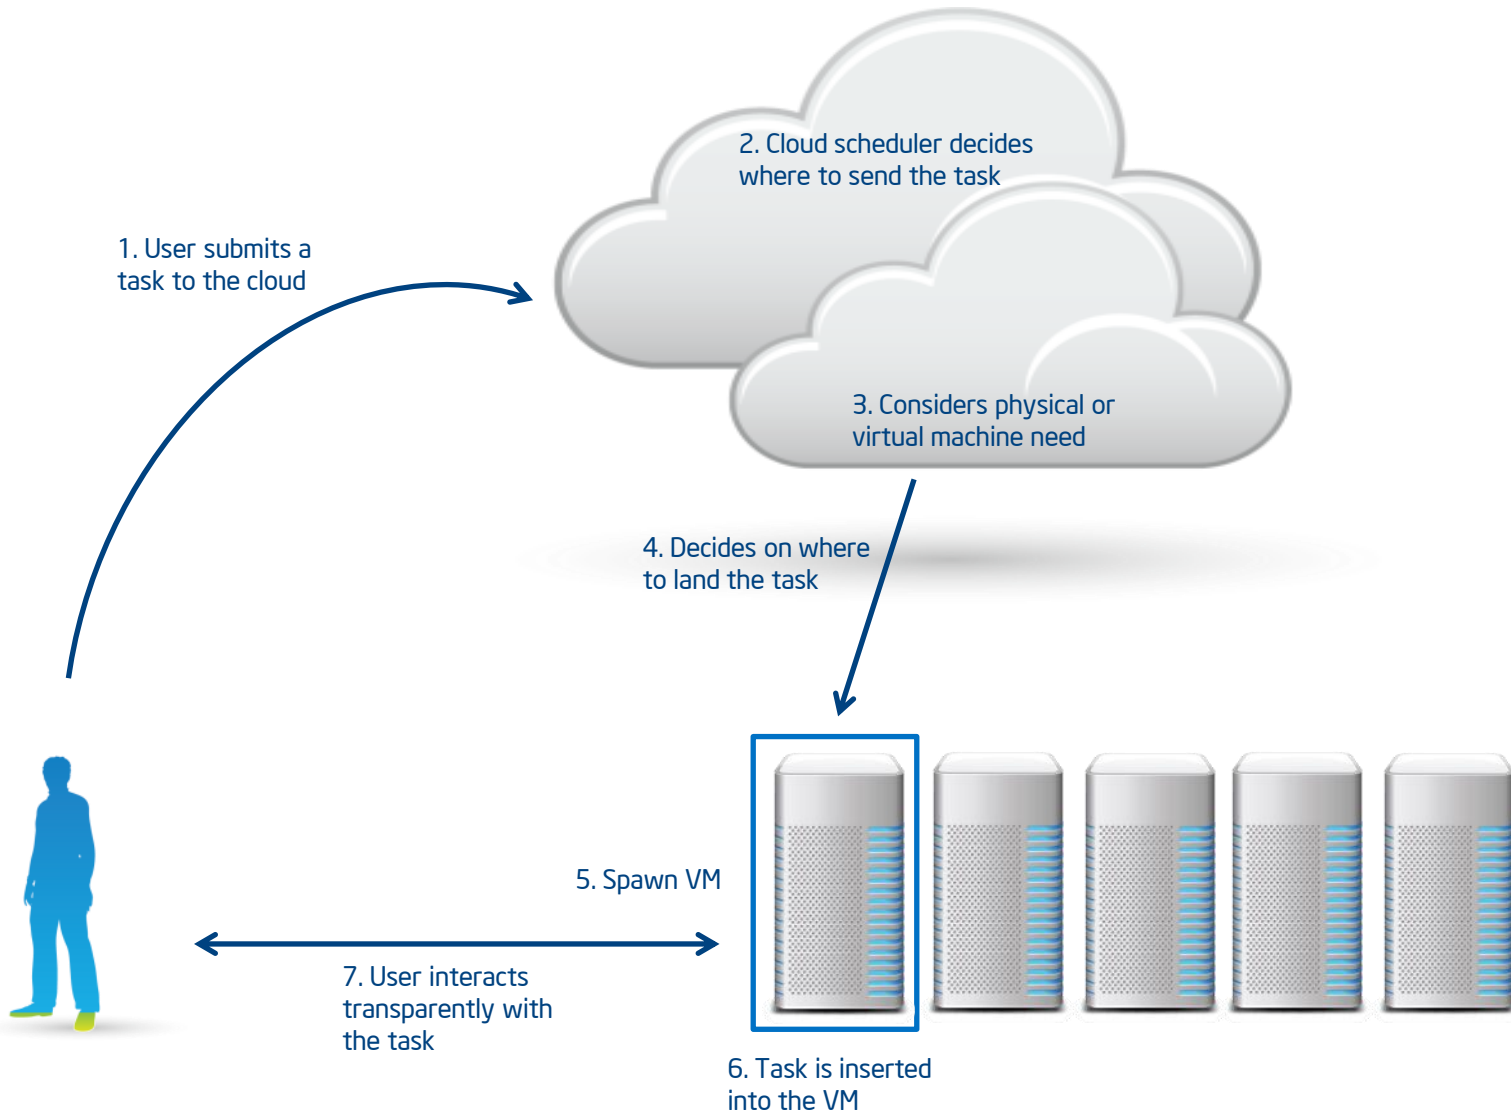 1. User submits a
task to the cloud
2. Cloud scheduler decides
where to send the task
3. Considers physical or
virtual machine need
4. Decides on where
to land the task
5. Spawn VM
6. Task is inserted
into the VM
7. User interacts
transparently with
the task